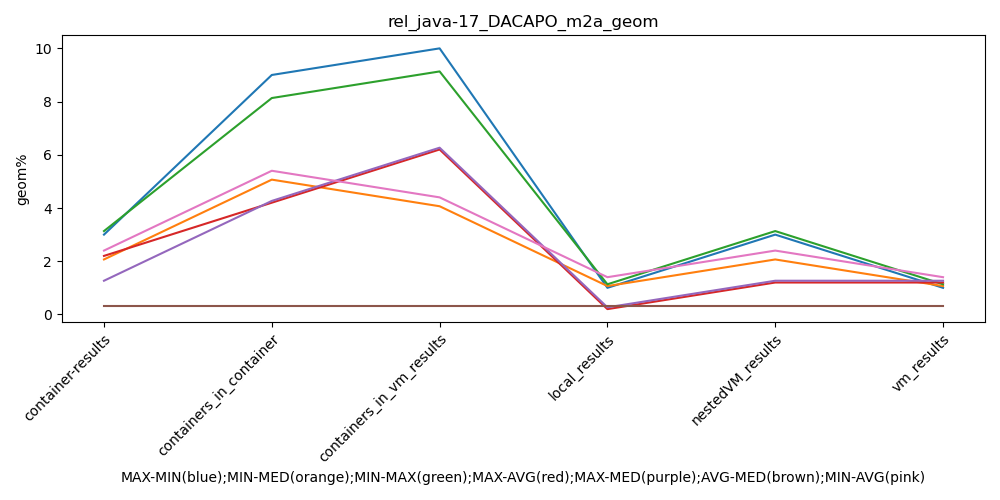 rel_java-17_DACAPO_m2a_geom
10
8
6
4
2
0
geom%
container-results
containers_in_container
containers_in_vm_results
local_results
nestedVM_results
vm_results
MAX-MIN(blue);MIN-MED(orange);MIN-MAX(green);MAX-AVG(red);MAX-MED(purple);AVG-MED(brown);MIN-AVG(pink)